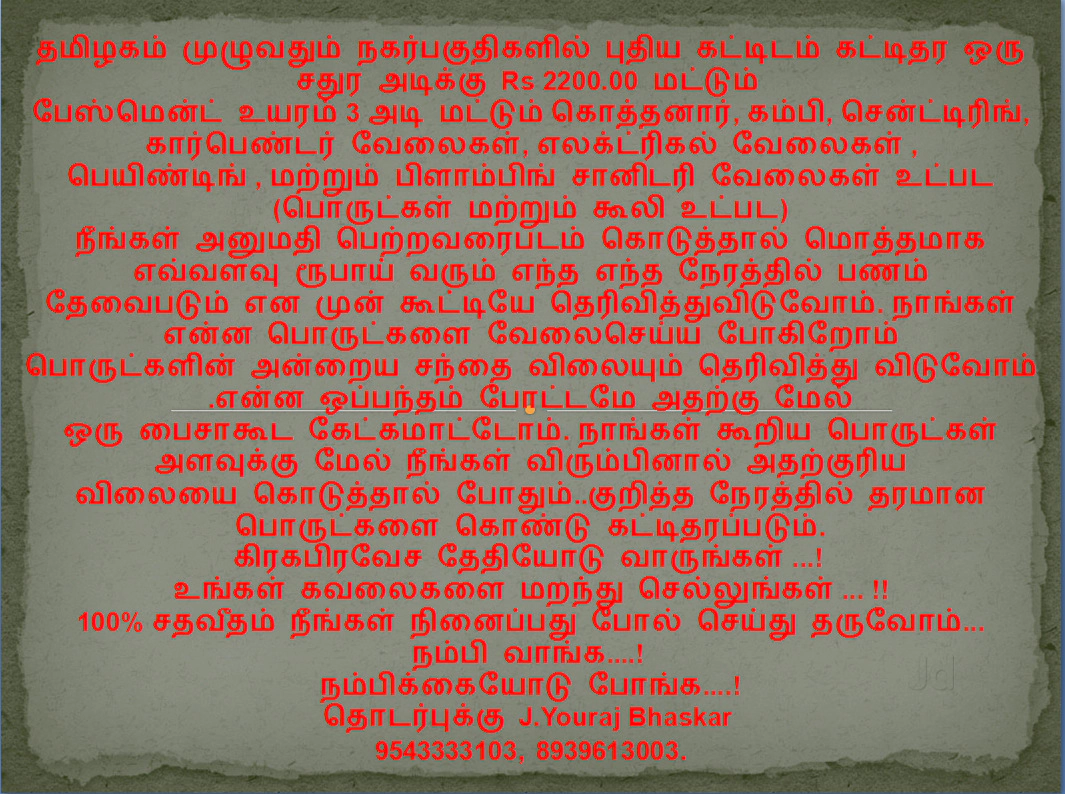 தமிழகம் முழுவதும் நகர்பகுதிகளில் புதிய கட்டிடம் கட்டிதர ஒரு
சதுர அடிக்கு Rs 2200.00 மட்டும்
பேஸ்மென்ட் உயரம் 3 அடி மட்டும் கொத்தனார், கம்பி, சென்ட்டிரிங்,
கார்பெண்டர் வேலைகள், எலக்ட்ரிகல் வேலைகள் ,
பெயிண்டிங் , மற்றும் பிளாம்பிங் சானிடரி வேலைகள் உட்பட
(பொருட்கள் மற்றும் கூலி உட்பட)
நீங்கள் அனுமதி பெற்றவரைபடம் கொடுத்தால் மொத்தமாக
எவ்வளவு ரூபாய் வரும் எந்த எந்த நேரத்தில் பணம்
தேவைபடும் என முன் கூட்டியே தெரிவித்துவிடுவோம். நாங்கள்
என்ன பொருட்களை வேலைசெய்ய போகிறோம்
பொருட்களின் அன்றைய சந்தை விலையும் தெரிவித்து விடுவோம்
.என்ன ஒப்பந்தம் போரட்டமே அதற்கு மேல்
ஒரு பைசாகூட கேட்கமாட்டோம். நாங்கள் கூறிய பொருட்கள்
அளவுக்கு மேல் நீங்கள் விரும்பினால் அதற்குரிய
விலையை கொடுத்தால் போதும்..குறித்த நேரத்தில் தரமான
பொருட்களை கொண்டு கட்டிதரப்படும்.
கிரகபிரவேச தேதியோடு வாருங்கள் ...!
உங்கள் கவலைகளை மறந்து செல்லுங்கள் ... !!
100% சதவீதம் நீங்கள் நினைப்பது போல் செய்து தருவோம்...
நம்பி வாங்க....!
நம்பிக்கையோடு போங்க....!
தொடர்புக்கு J.Youraj Bhaskar
9543333103, 8939613003.
Jd